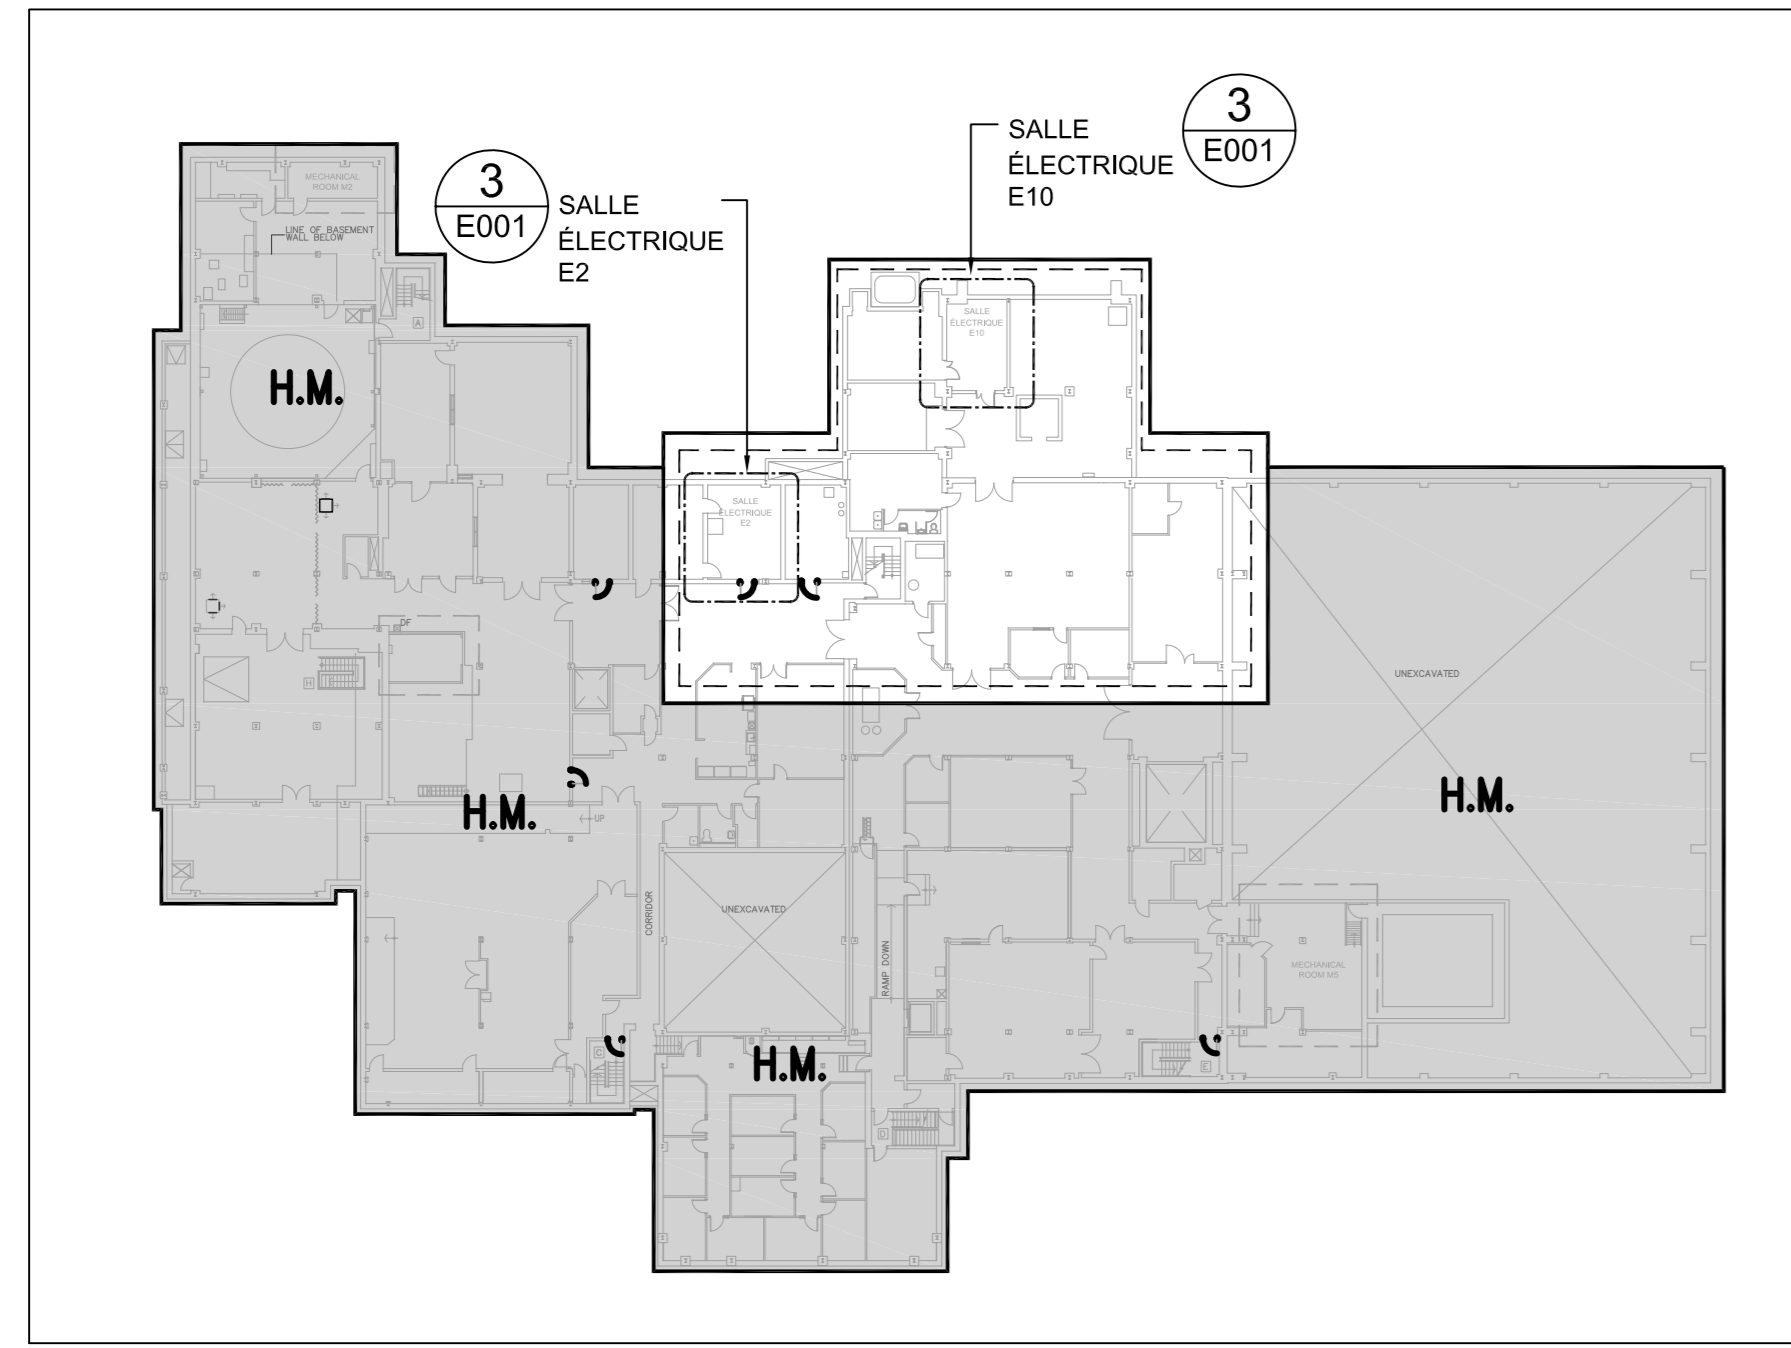 3
E001
SALLE
ÉLECTRIQUE
E10
3
E001
SALLE
ÉLECTRIQUE
E2
MECHANICAL
ROOM M2
LINE OF BASEMENT
WALL BELOW
A
H.M.
SALLE
ÉLECTRIQUE
E10
SALLE
ÉLECTRIQUE
E2
DF
H
UNEXCAVATED
H.M.
H.M.
UP
CORRIDOR
UNEXCAVATED
RAMP DOWN
MECHANICAL
ROOM M5
H.M.
C
E
D